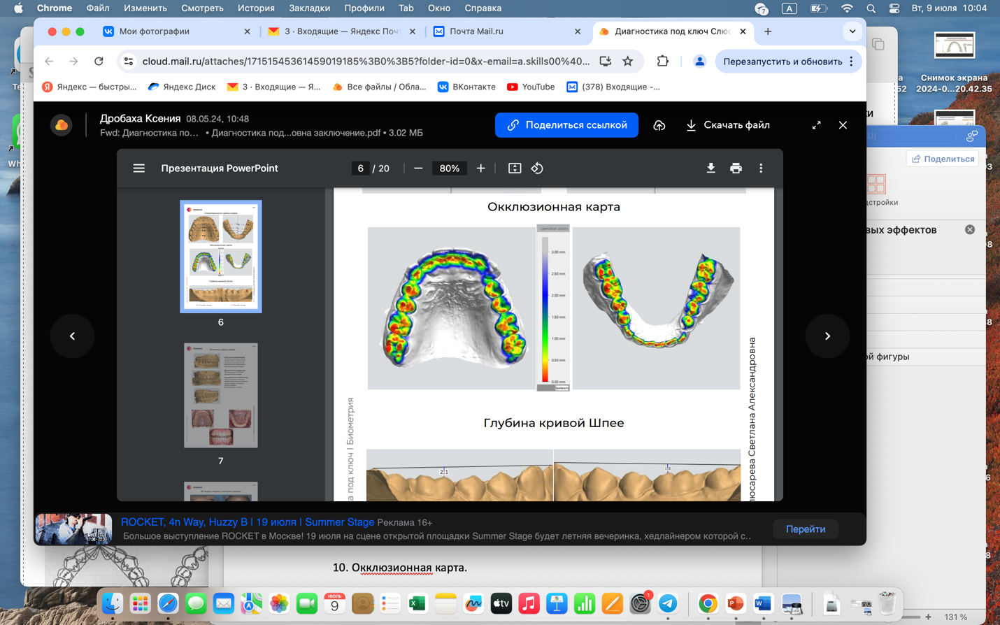 Chrome Файл Изменить Смотреть История Закладки Профили Tab Окно Справка
7 A Вт, 9 июля 10:04
Мои фотографии
3 · Входящие — Яндекс Поч
Почта Mail.ru
Диагностика под ключ Слюс
cloud.mail.ru/attaches/17151545361459019185%3B0%3B5?folder-id=0&x-email=a.skills00%40...
Перезапустить и обновить
Яндекс — быстры...
Яндекс Диск
3 · Входящие — Я...
Все файлы / Обла...
ВКонтакте
YouTube
(378) Входящие -...
Снимок экрана
2024-0...20.42.35
Дробаха Ксения 08.05.24, 10:48
Fwd: Диагностика по... • Диагностика под...овна заключение.pdf • 3.02 МБ
Поделиться ссылкой
Скачать файл
Презентация PowerPoint
6 / 20
80%
6
7
Окклюзионная карта
Цветовая шкала
3.00 mm
2.50 mm
2.00 mm
1.50 mm
1.00 mm
0.50 mm
0.00 mm
Глубина кривой Шпее
2,1
1,8
а под ключ I Биометрия
люсарева Светлана Александровна
Поделиться
дстройки
вых эффектов
ой фигуры
ROCKET, 4n Way, Huzzy B I 19 июля I Summer Stage Реклама 16+
Большое выступление ROCKET в Москве! 19 июля на сцене открытой площадки Summer Stage будет летняя вечеринка, хедлайнером которой с...
Перейти
10. Окклюзионная карта.
ИЮЛЬ
9
tv
1
131 %